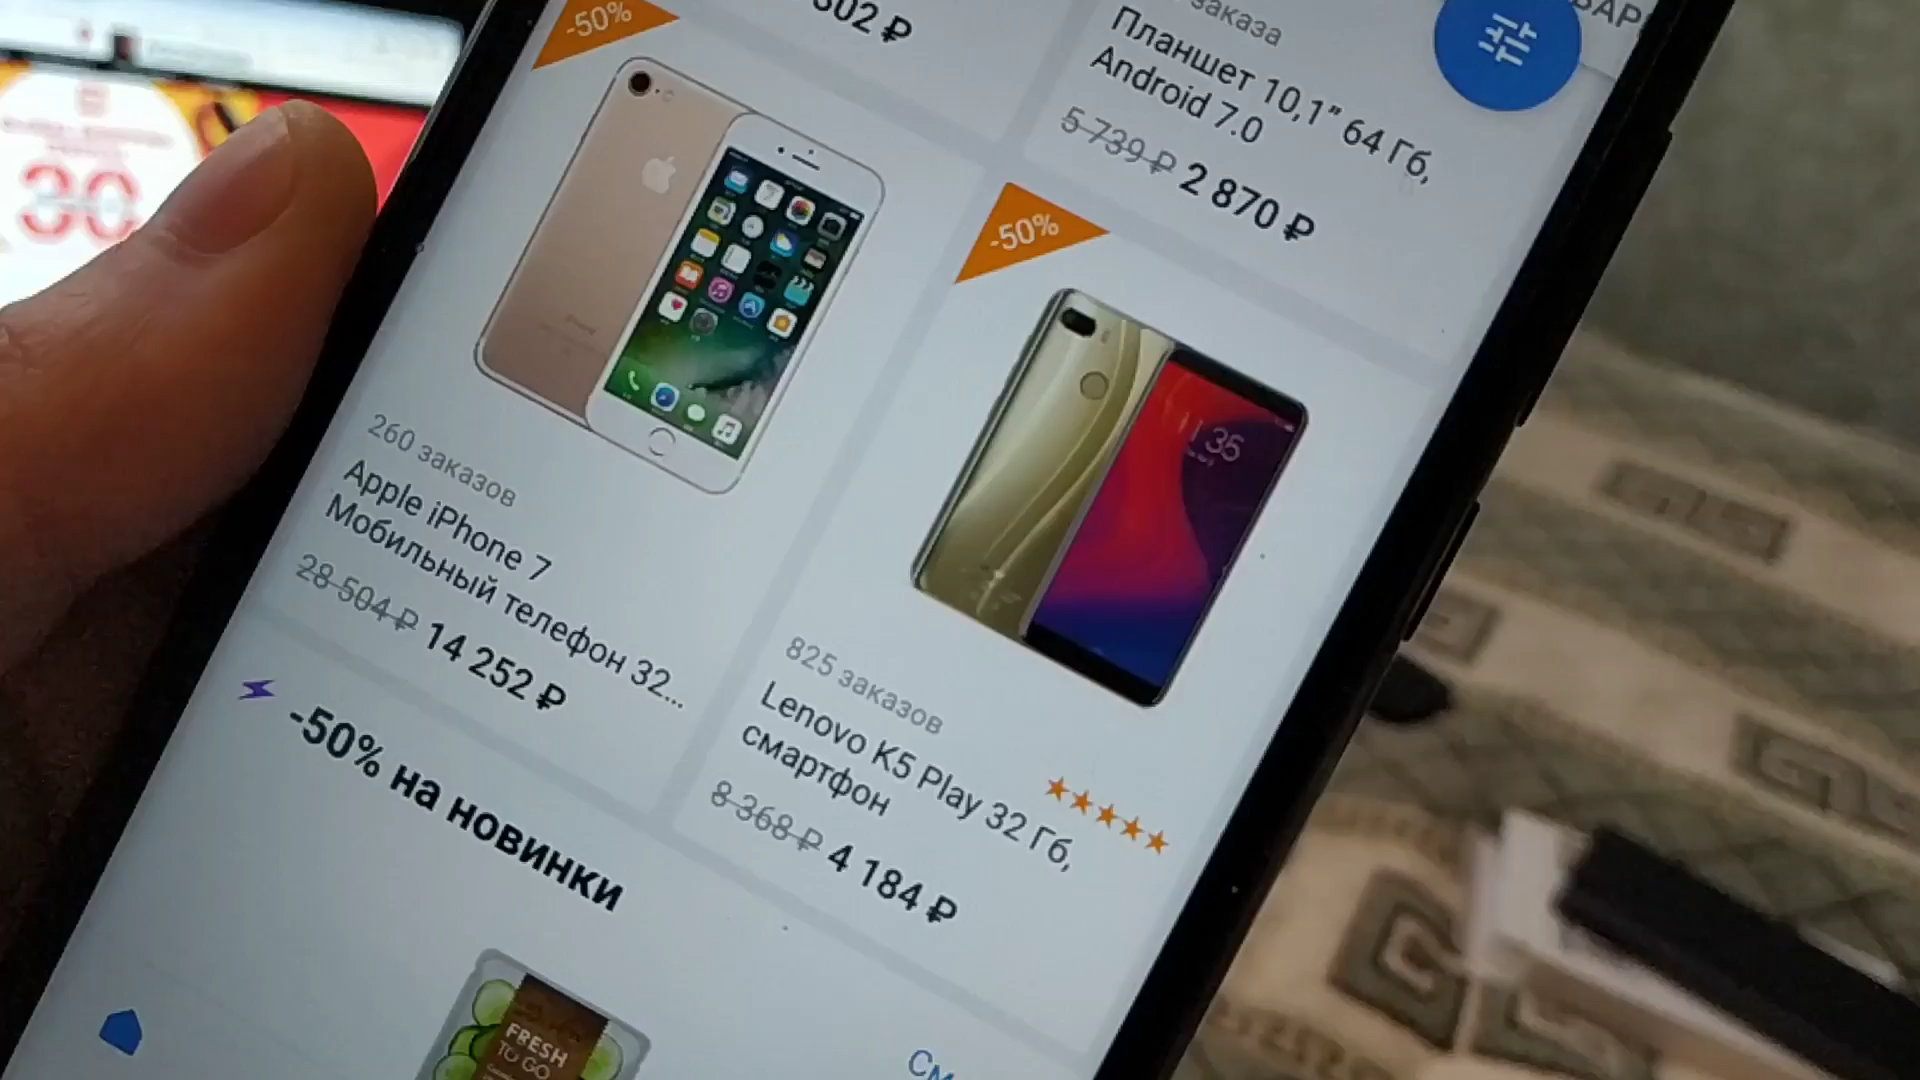 30
-50%
302 ₽
заказа
Планшет 10,1" 64 Гб,
Android 7.0
5 739 ₽ 2 870 ₽
-50%
35
260 заказов
Apple iPhone 7
Мобильный телефон 32...
28 504 ₽ 14 252 ₽
825 заказов
Lenovo K5 Play 32 Гб,
смартфон
8 368 ₽ 4 184 ₽
-50% на новинки
FRESH
TO GO